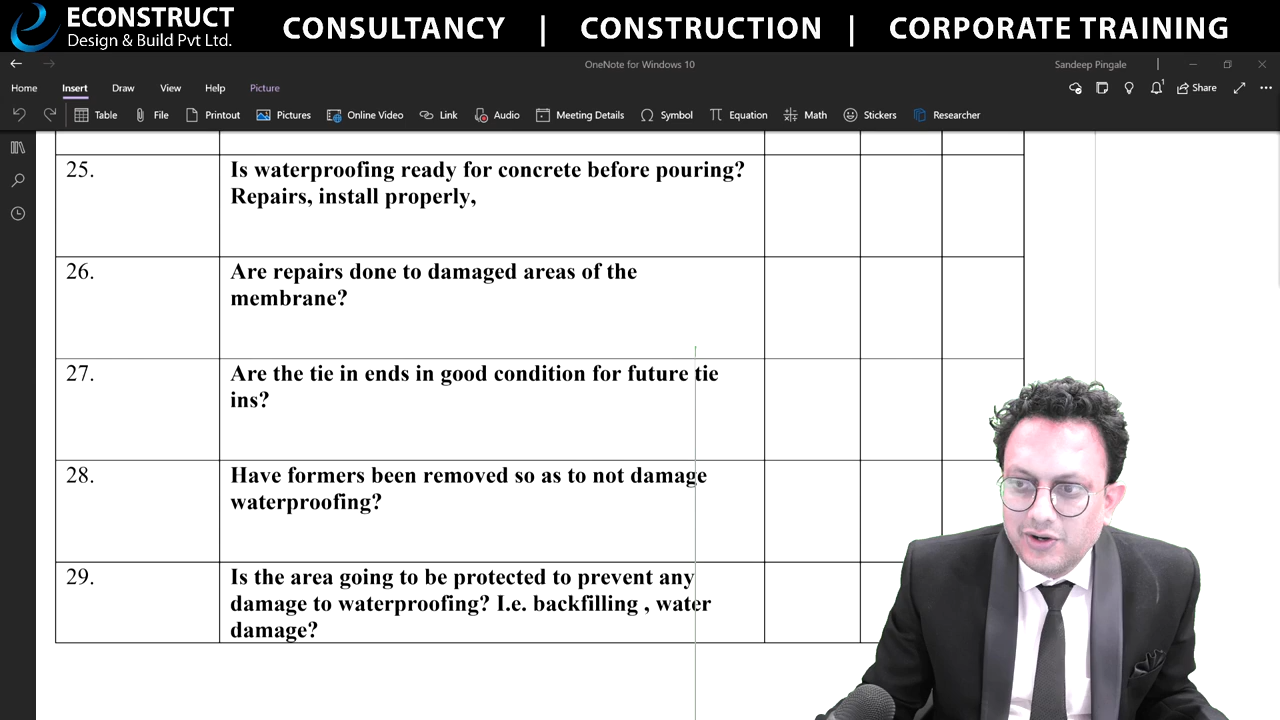 ECONSTRUCT
Design & Build Pvt Ltd.
CONSULTANCY | CONSTRUCTION | CORPORATE TRAINING
OneNote for Windows 10
Sandeep Pingale
Home Insert Draw View Help Picture
1 Share
Table File Printout Pictures Online Video Link Audio Meeting Details Symbol Equation Math Stickers Researcher
25. Is waterproofing ready for concrete before pouring?
Repairs, install properly,
26. Are repairs done to damaged areas of the
membrane?
27. Are the tie in ends in good condition for future tie
ins?
28. Have formers been removed so as to not damage
waterproofing?
29. Is the area going to be protected to prevent any
damage to waterproofing? I.e. backfilling , water
damage?